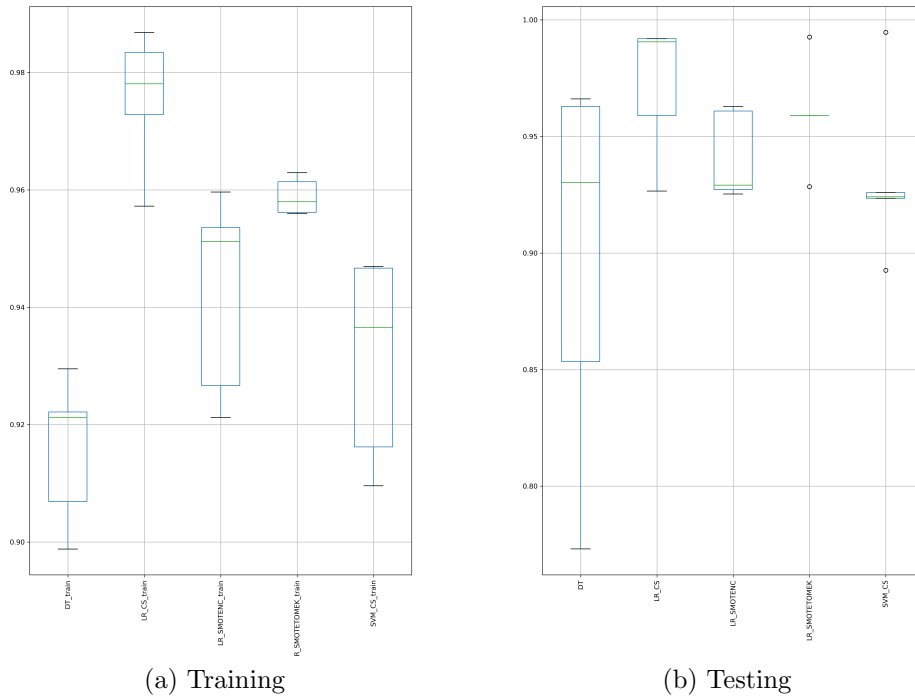 0.98
0.96
0.94
0.92
0.90
DT_train
LR_CS_train
LR_SMOTENC_train
R_SMOTETOMEK_train
SVM_CS_train
(a) Training
1.00
0.95
0.90
0.85
0.80
DT
LR_CS
LR_SMOTENC
LR_SMOTETOMEK
SVM_CS
(b) Testing